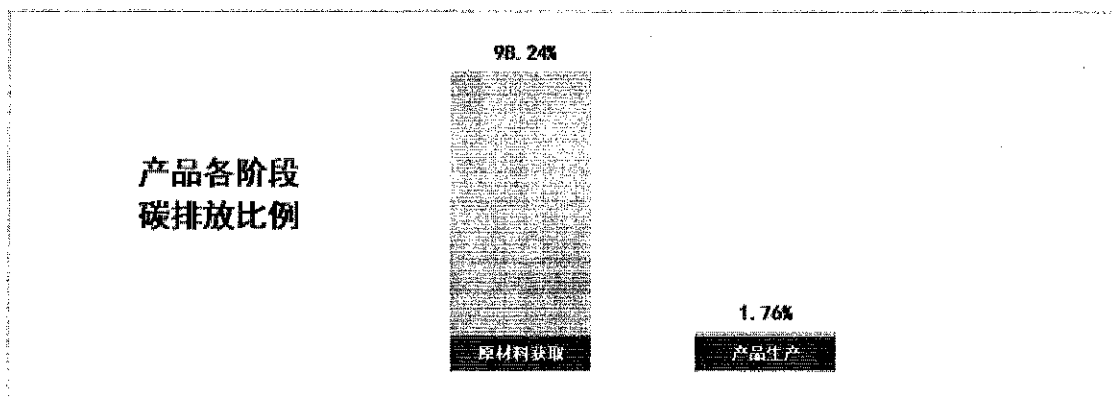 98.24%
产品各阶段
碳排放比例
1.76%
原材料获取
产品生产